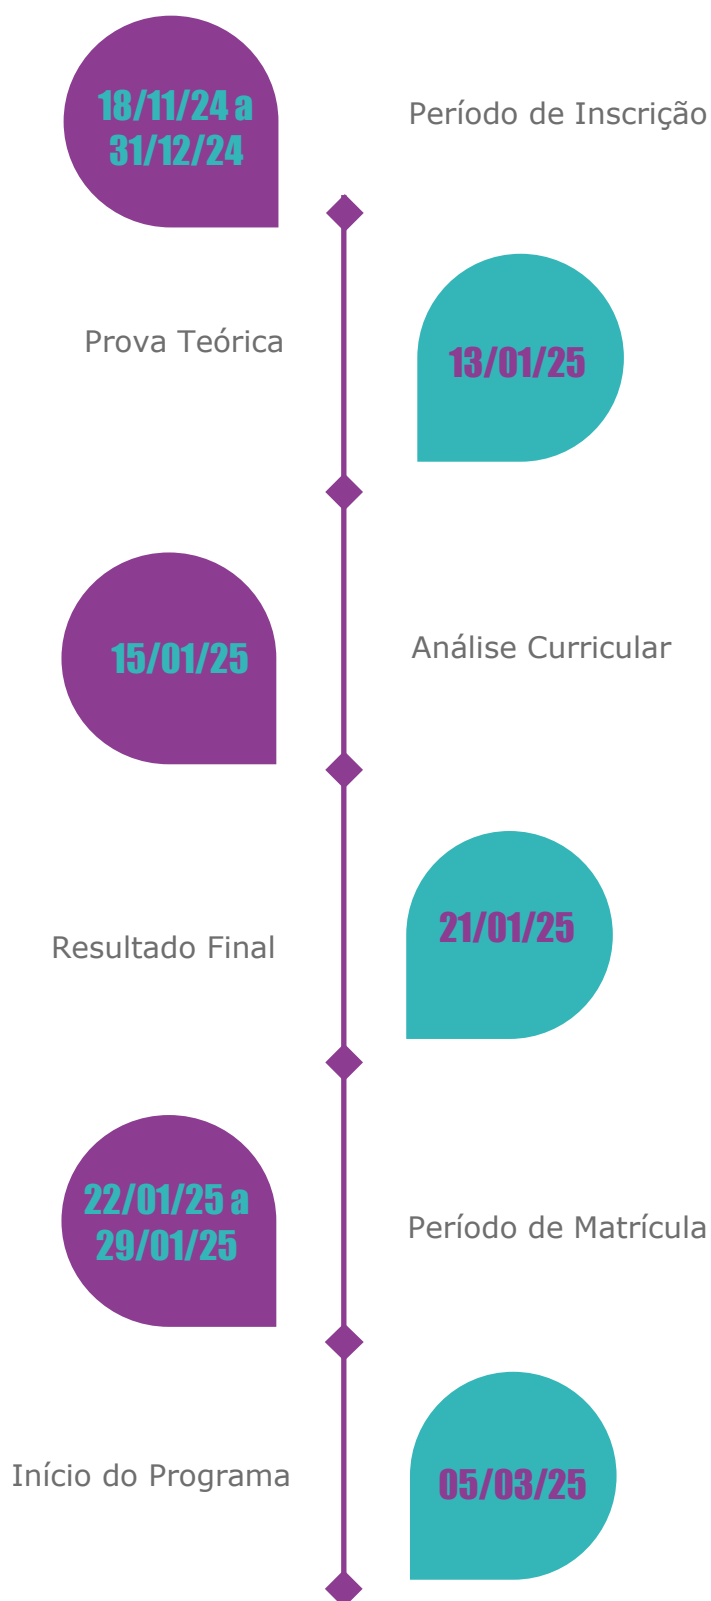 18/11/24 a
31/12/24
Período de Inscrição
Prova Teórica
13/01/25
15/01/25
Análise Curricular
Resultado Final
21/01/25
22/01/25 a
29/01/25
Período de Matrícula
Início do Programa
05/03/25